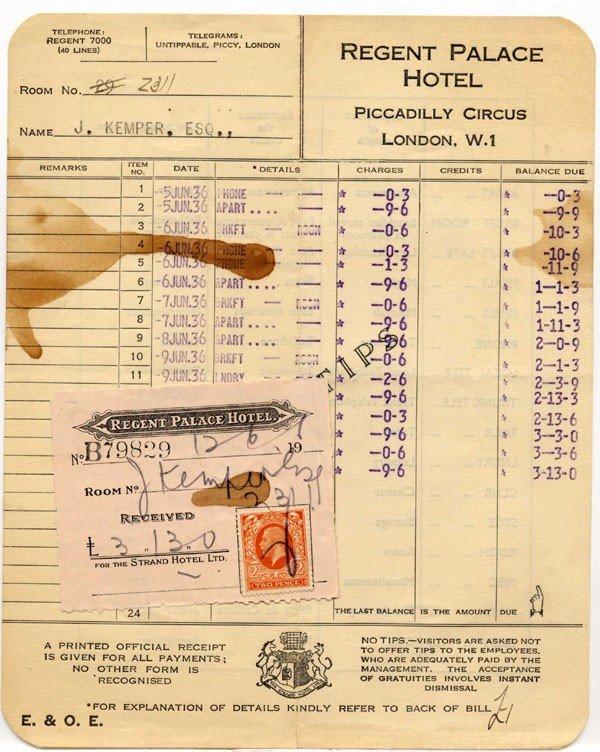 TELEPHONE: REGENT 7000 (40 LINES)
TELEGRAMS: UNTIPPABLE, PICCY, LONDON
REGENT PALACE HOTEL
PICCADILLY CIRCUS
LONDON, W.1
ROOM NO. 2311
NAME J. KEMPER, ESQ.,
REMARKS ITEM NO. DATE *DETAILS CHARGES CREDITS BALANCE DUE
1 -5JUN.36 PHONE — * —0-3 * —0-3
2 -5JUN.36 APART.... — * —9-6 * —9-9
3 -6JUN.36 BRKFT — ROOM * —0-6 * —10-3
4 -6JUN.36 PHONE — * —0-3 * —10-6
5 -6JUN.36 PHONE — * —1-3 * —11-9
6 -6JUN.36 APART.... — * —9-6 * 1—1-3
7 -7JUN.36 BRKFT — ROOM * —0-6 * 1—1-9
8 -7JUN.36 APART.... — * —9-6 * 1-11-3
9 -8JUN.36 APART.... — * —9-6 * 2—0-9
10 -9JUN.36 BRKFT — ROOM * —0-6 * 2—1-3
11 -9JUN.36 LNDRY — * —2-6 * 2—3-9
* —9-6 * 2-13-3
* —0-3 * 2-13-6
* —9-6 * 3—3-0
* —0-6 * 3—3-6
* —9-6 * 3-13-0
TIPS
REGENT PALACE HOTEL.
No. B79829 12 6 19
J Kemper Esq
ROOM No 2311
RECEIVED
£ 3.13.0
FOR THE STRAND HOTEL LTD.
2 2
TWO PENCE
24 THE LAST BALANCE IS THE AMOUNT DUE
A PRINTED OFFICIAL RECEIPT
IS GIVEN FOR ALL PAYMENTS;
NO OTHER FORM IS
RECOGNISED
NO TIPS.—VISITORS ARE ASKED NOT
TO OFFER TIPS TO THE EMPLOYEES,
WHO ARE ADEQUATELY PAID BY THE
MANAGEMENT. THE ACCEPTANCE
OF GRATUITIES INVOLVES INSTANT
DISMISSAL
*FOR EXPLANATION OF DETAILS KINDLY REFER TO BACK OF BILL
E. & O. E.